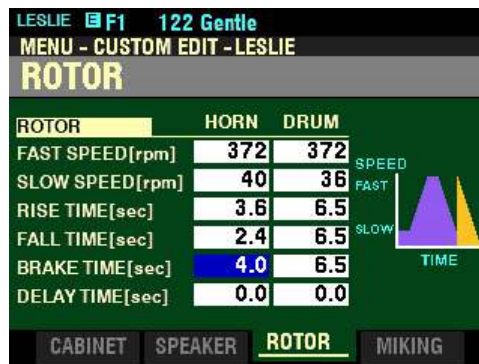 LESLIE E F1 122 Gentle
MENU - CUSTOM EDIT - LESLIE
ROTOR
ROTOR HORN DRUM
FAST SPEED[rpm] 372 372
SLOW SPEED[rpm] 40 36
RISE TIME[sec] 3.6 6.5
FALL TIME[sec] 2.4 6.5
BRAKE TIME[sec] 4.0 6.5
DELAY TIME[sec] 0.0 0.0
SPEED
FAST
SLOW
TIME
CABINET SPEAKER ROTOR MIKING